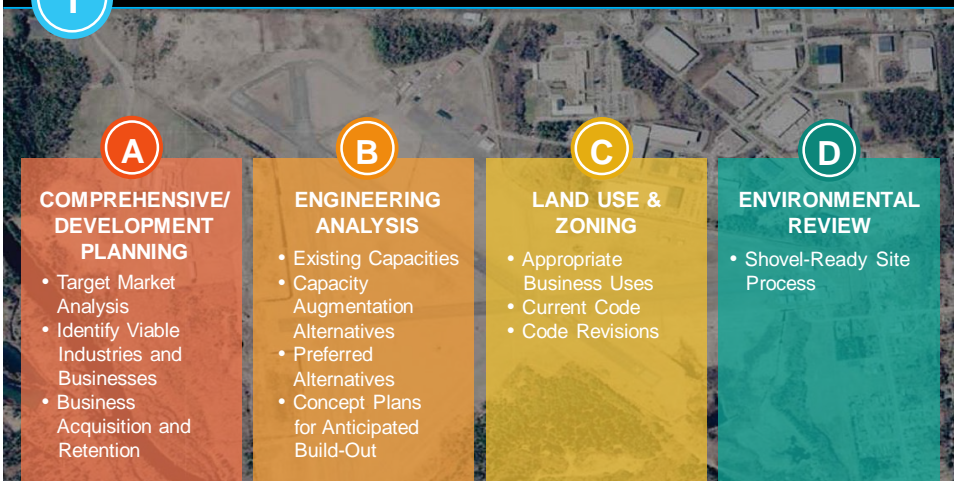 1
A
B
C
D
COMPREHENSIVE/
DEVELOPMENT
PLANNING
• Target Market
Analysis
• Identify Viable
Industries and
Businesses
• Business
Acquisition and
Retention
ENGINEERING
ANALYSIS
• Existing Capacities
• Capacity
Augmentation
Alternatives
• Preferred
Alternatives
• Concept Plans
for Anticipated
Build-Out
LAND USE &
ZONING
• Appropriate
Business Uses
• Current Code
• Code Revisions
ENVIRONMENTAL
REVIEW
• Shovel-Ready Site
Process